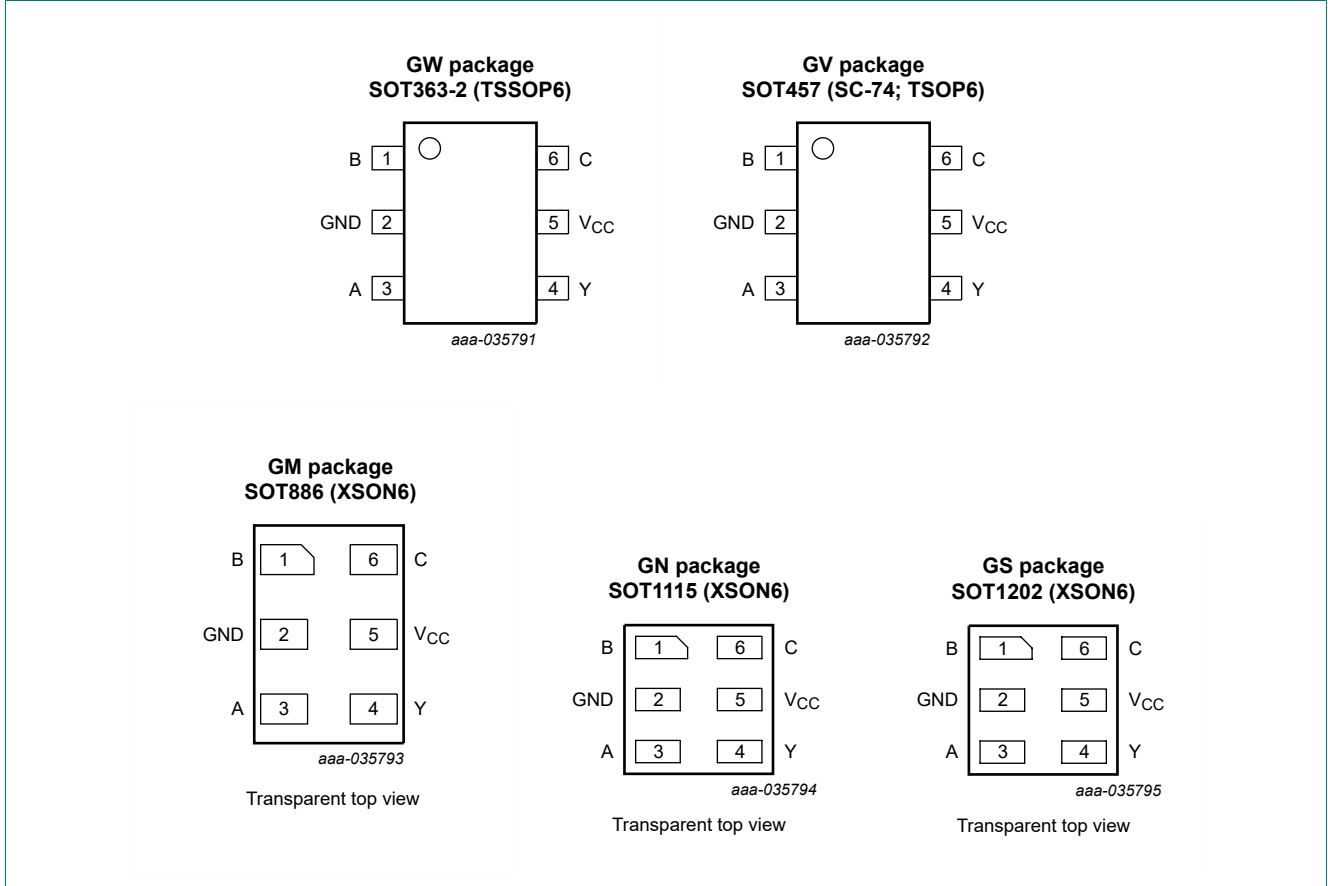 GW package
SOT363-2 (TSSOP6)
B 1 6 C
GND 2 5 VCC
A 3 4 Y
aaa-035791
GV package
SOT457 (SC-74; TSOP6)
B 1 6 C
GND 2 5 VCC
A 3 4 Y
aaa-035792
GM package
SOT886 (XSON6)
B 1 6 C
GND 2 5 VCC
A 3 4 Y
aaa-035793
Transparent top view
GN package
SOT1115 (XSON6)
B 1 6 C
GND 2 5 VCC
A 3 4 Y
aaa-035794
Transparent top view
GS package
SOT1202 (XSON6)
B 1 6 C
GND 2 5 VCC
A 3 4 Y
aaa-035795
Transparent top view